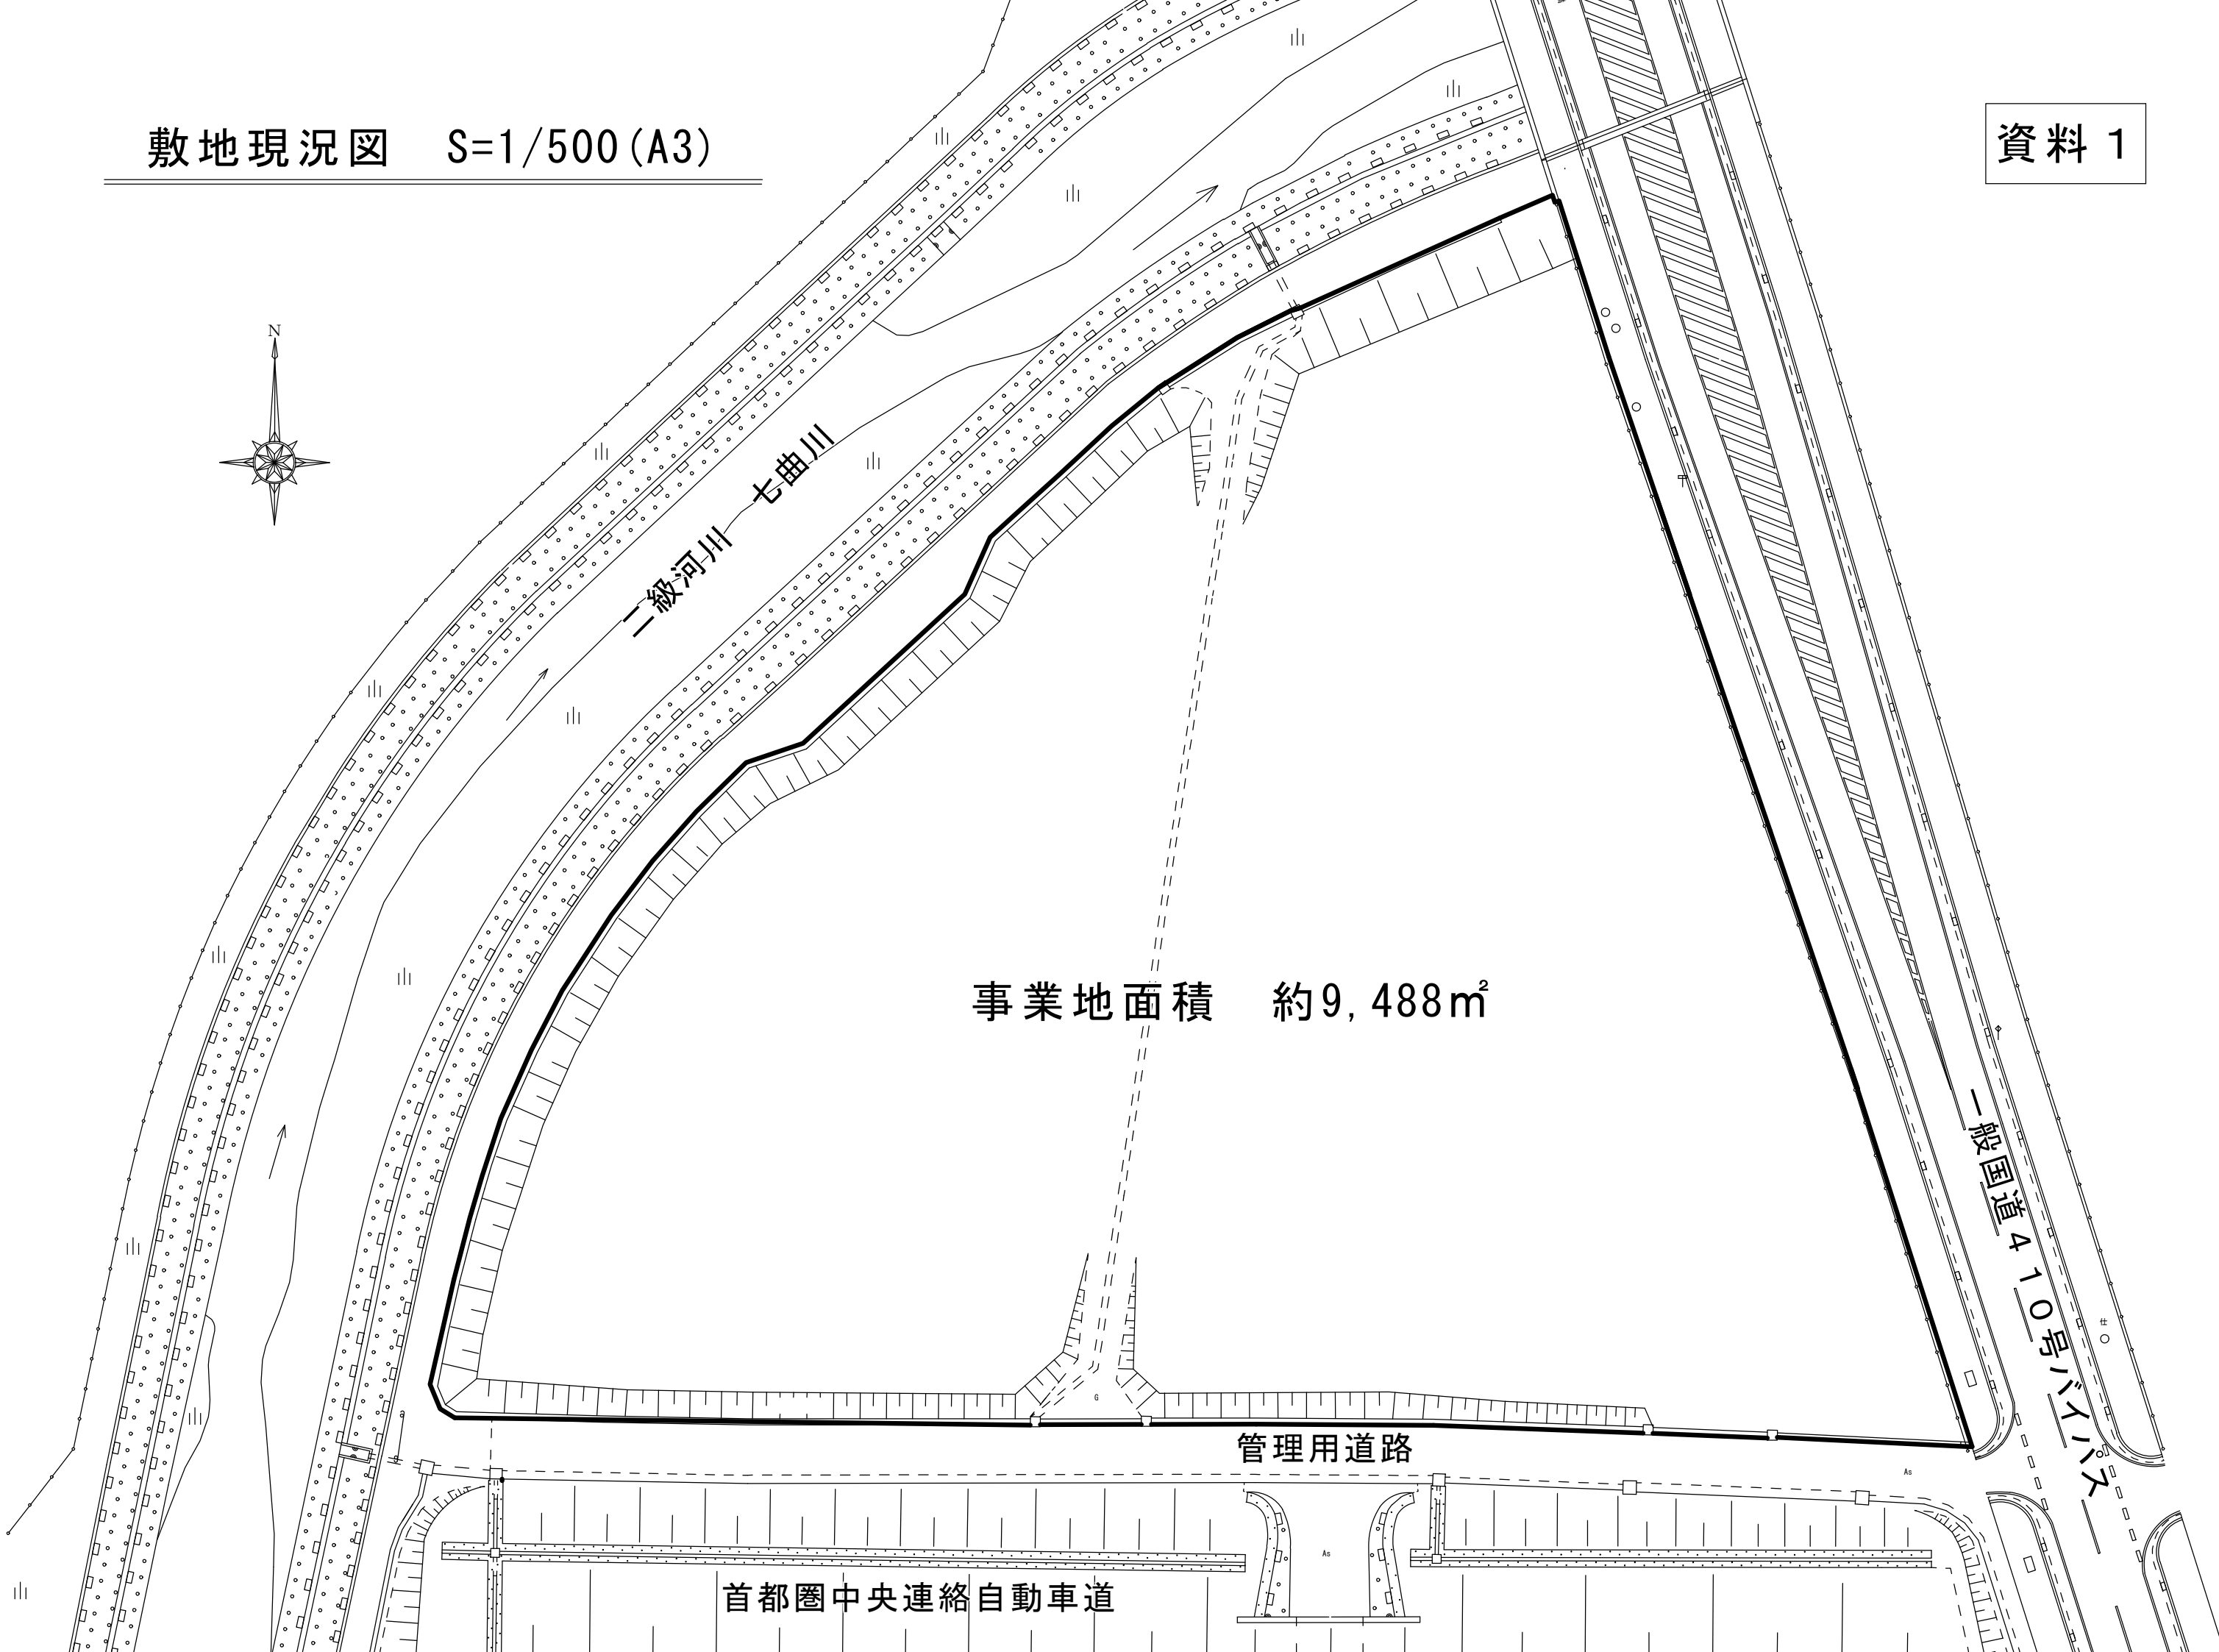 敷地現況図　S=1/500(A3)
資料１
N
二級河川　七曲川
事業地面積　約9,488㎡
一般国道４１０号バイパス
G
管理用道路
As
As
首都圏中央連絡自動車道